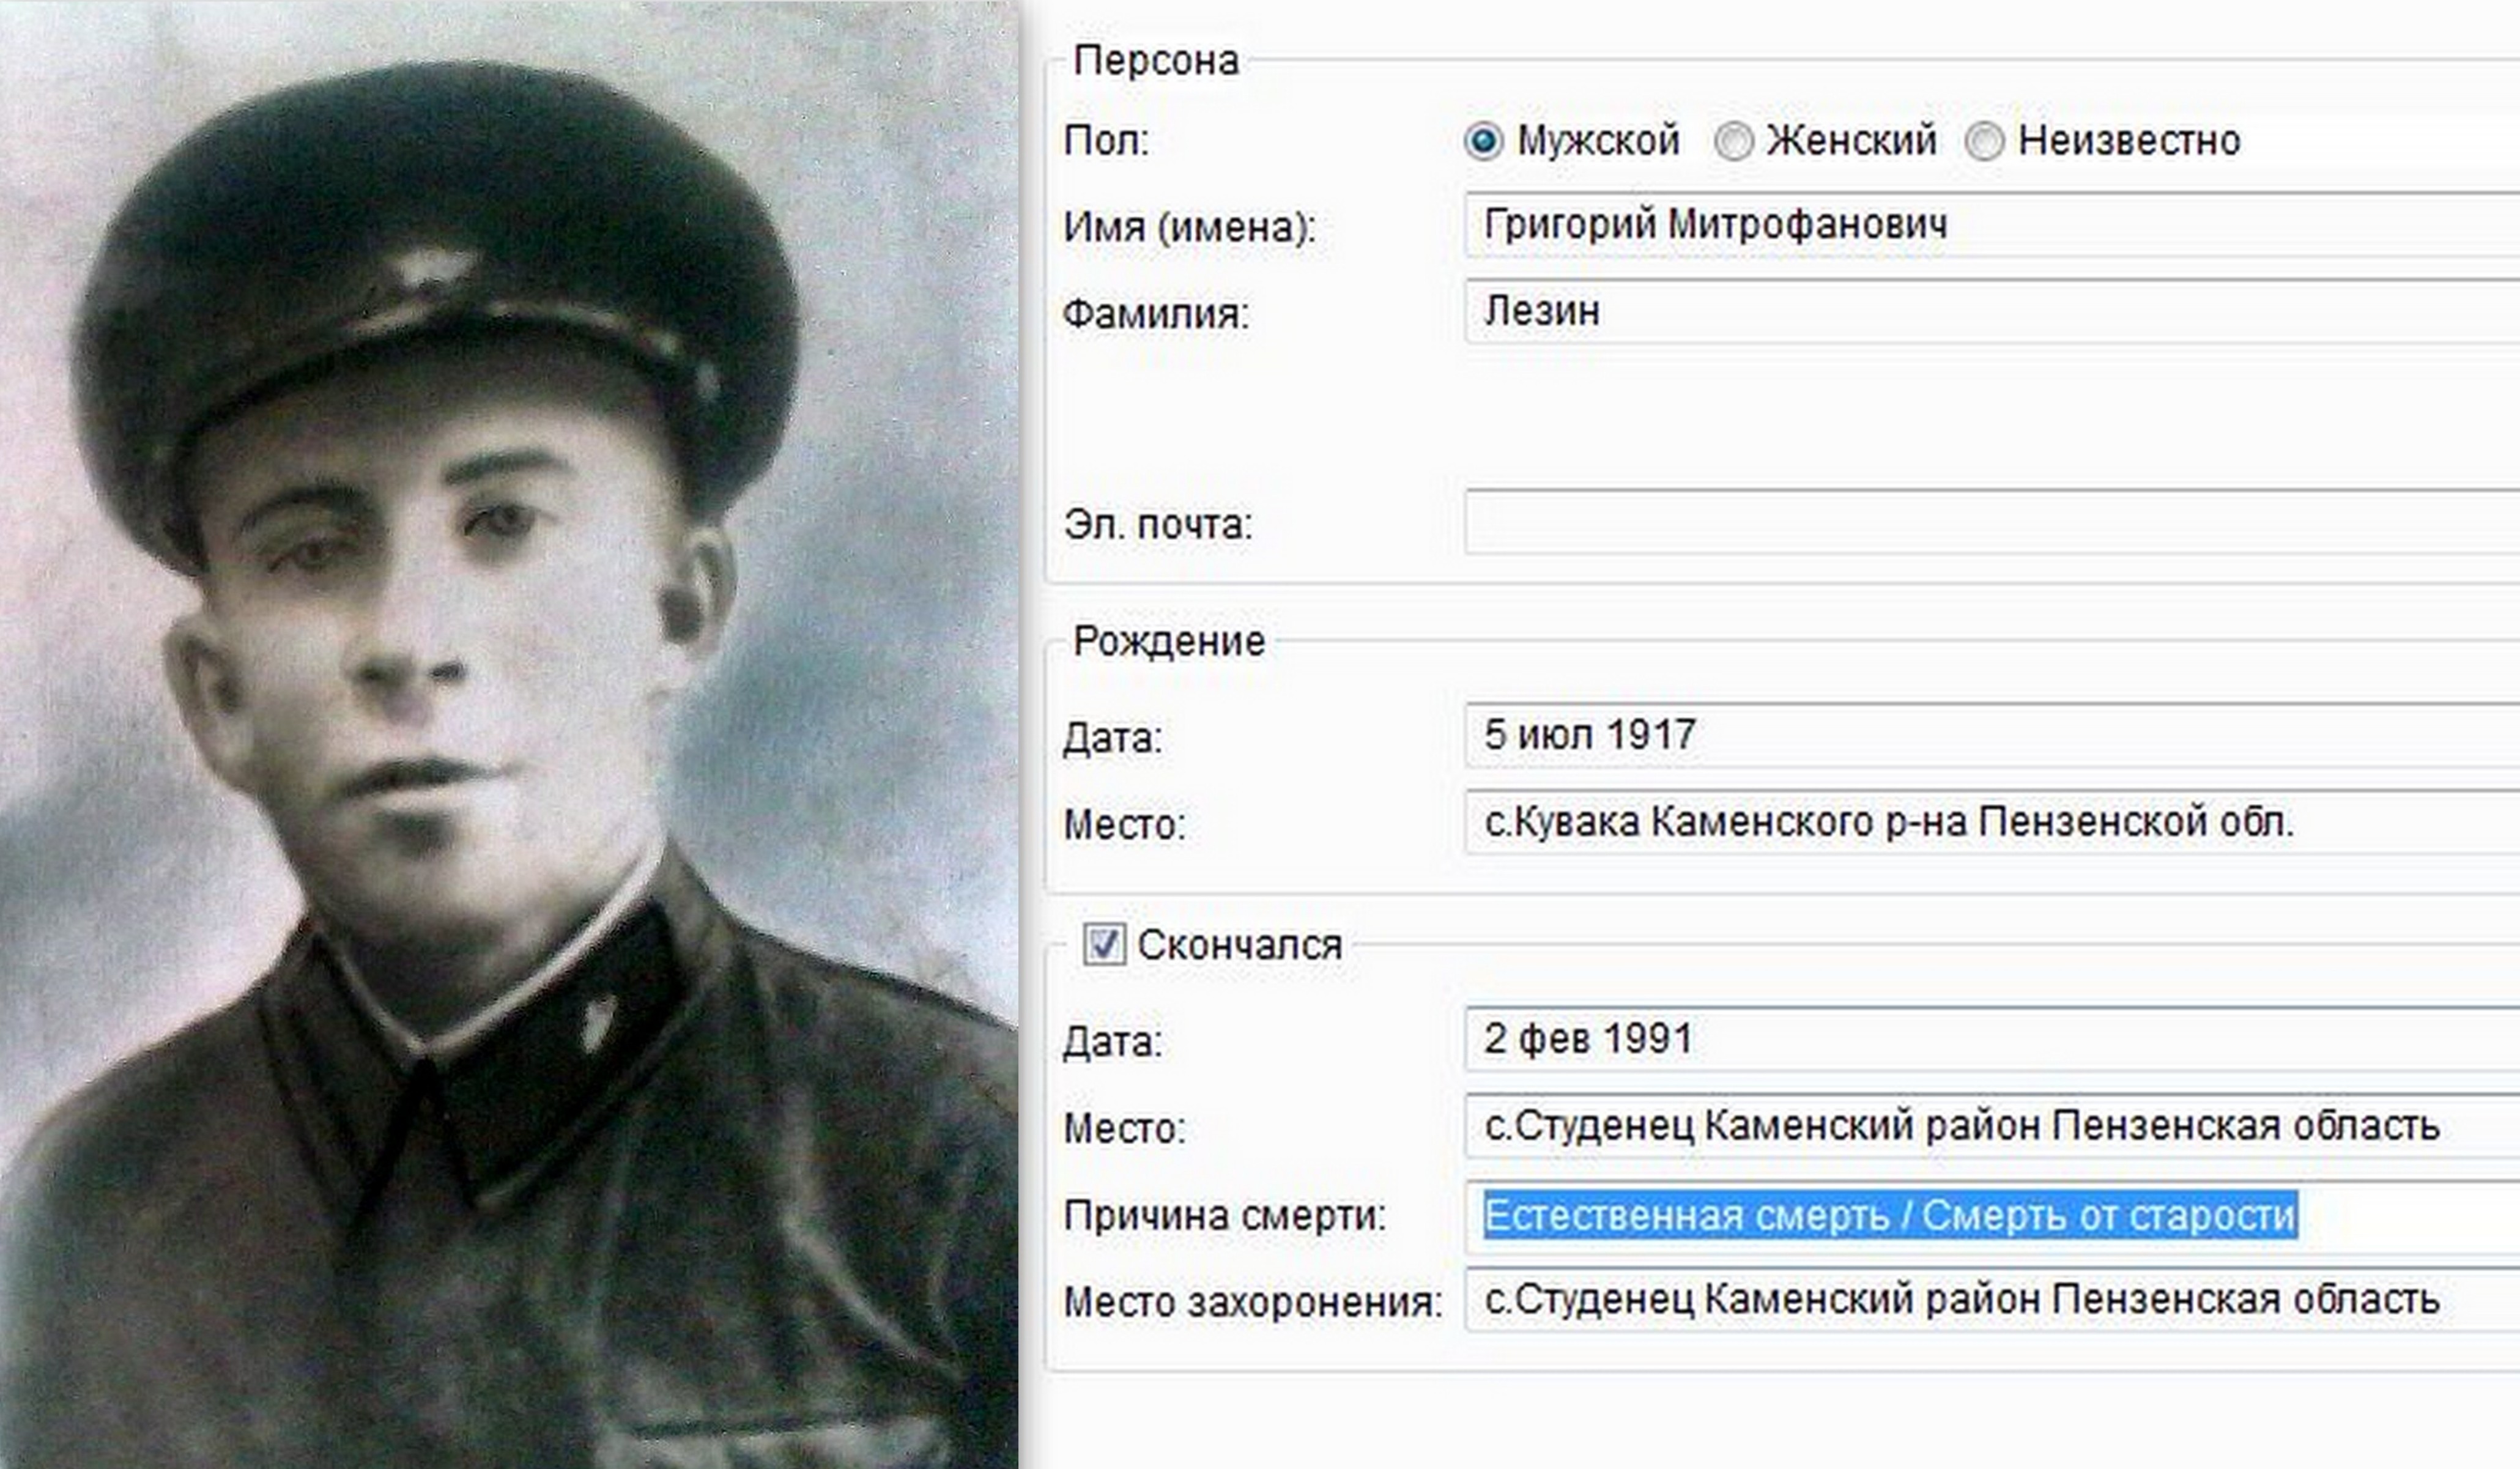 Персона
Пол: Мужской Женский Неизвестно
Имя (имена): Григорий Митрофанович
Фамилия: Лезин
Эл. почта:
Рождение
Дата: 5 июл 1917
Место: с.Кувака Каменского р-на Пензенской обл.
Скончался
Дата: 2 фев 1991
Место: с.Студенец Каменский район Пензенская область
Причина смерти: Естественная смерть / Смерть от старости
Место захоронения: с.Студенец Каменский район Пензенская область